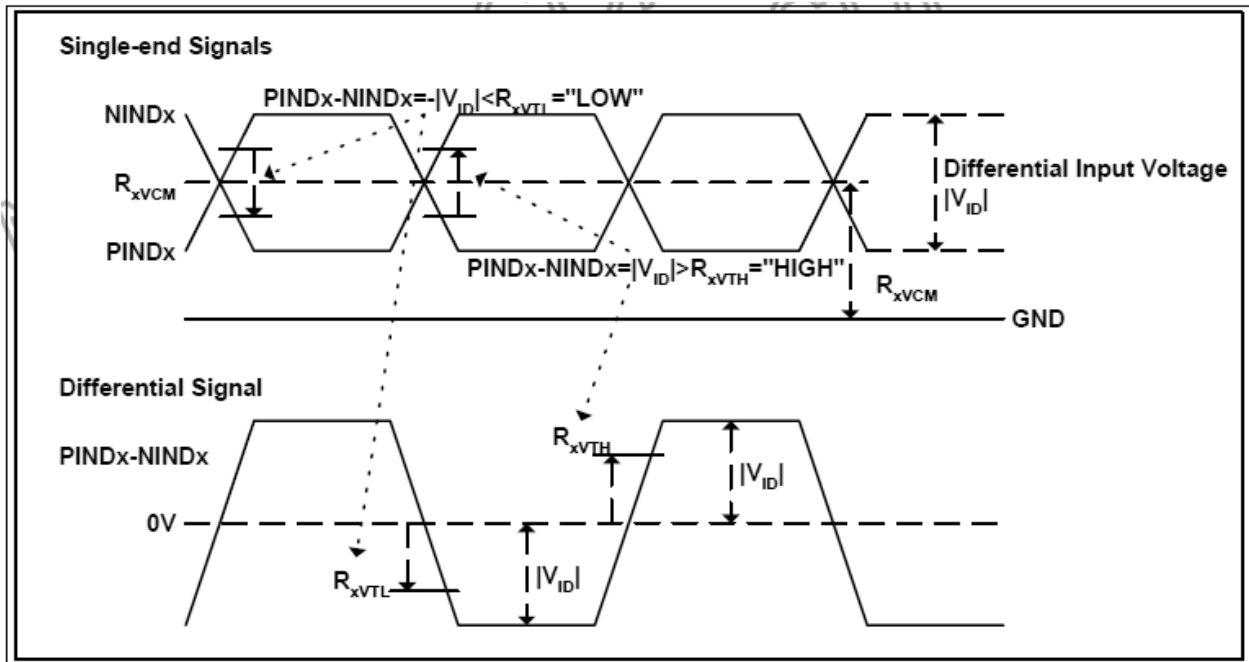 Single-end Signals
PINDx-NINDx=-|VID|<RxVTL="LOW"
NINDx
RxVCM
Differential Input Voltage
|VID|
PINDx
PINDx-NINDx=|VID|>RxVTH="HIGH"
RxVCM
GND
Differential Signal
RxVTH
PINDx-NINDx
|VID|
0V
RxVTL
|VID|